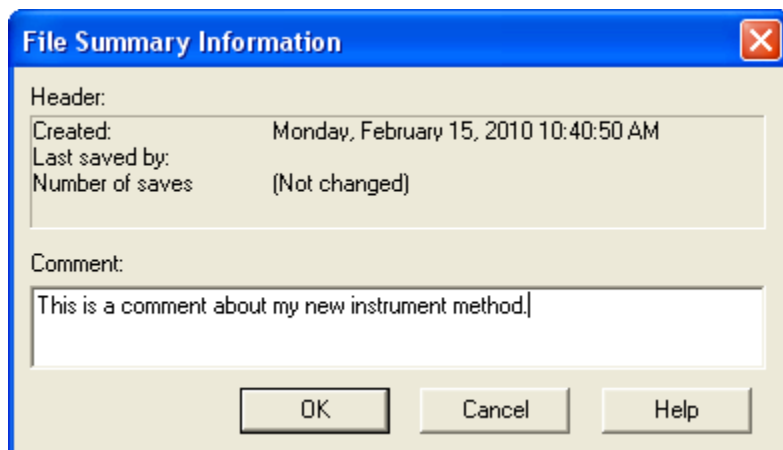 File Summary Information
Header:
Created: Monday, February 15, 2010 10:40:50 AM
Last saved by:
Number of saves (Not changed)
Comment:
This is a comment about my new instrument method.
OK Cancel Help